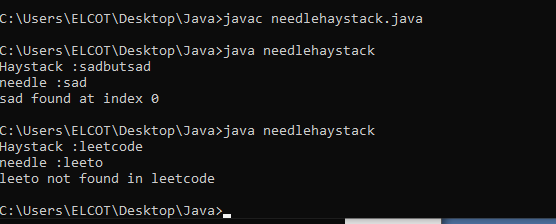 C:\Users\ELCOT\Desktop\Java>javac needlehaystack.java
C:\Users\ELCOT\Desktop\Java>java needlehaystack
Haystack :sadbutsad
needle :sad
sad found at index 0
C:\Users\ELCOT\Desktop\Java>java needlehaystack
Haystack :leetcode
needle :leeto
leeto not found in leetcode
C:\Users\ELCOT\Desktop\Java>